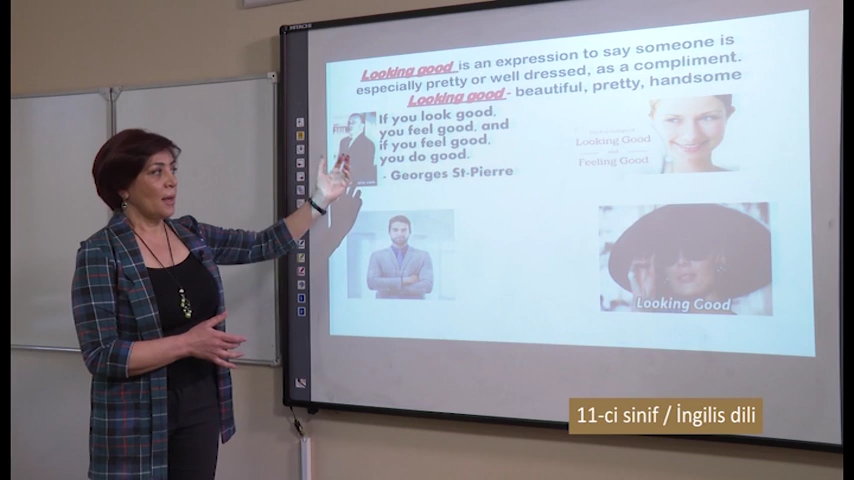 HITACHI
Looking good is an expression to say someone is
especially pretty or well dressed, as a compliment.
Looking good - beautiful, pretty, handsome
If you look good,
you feel good, and
if you feel good,
you do good.
- Georges St-Pierre
Looking Good
Feeling Good
Looking Good
11-ci sinif / İngilis dili